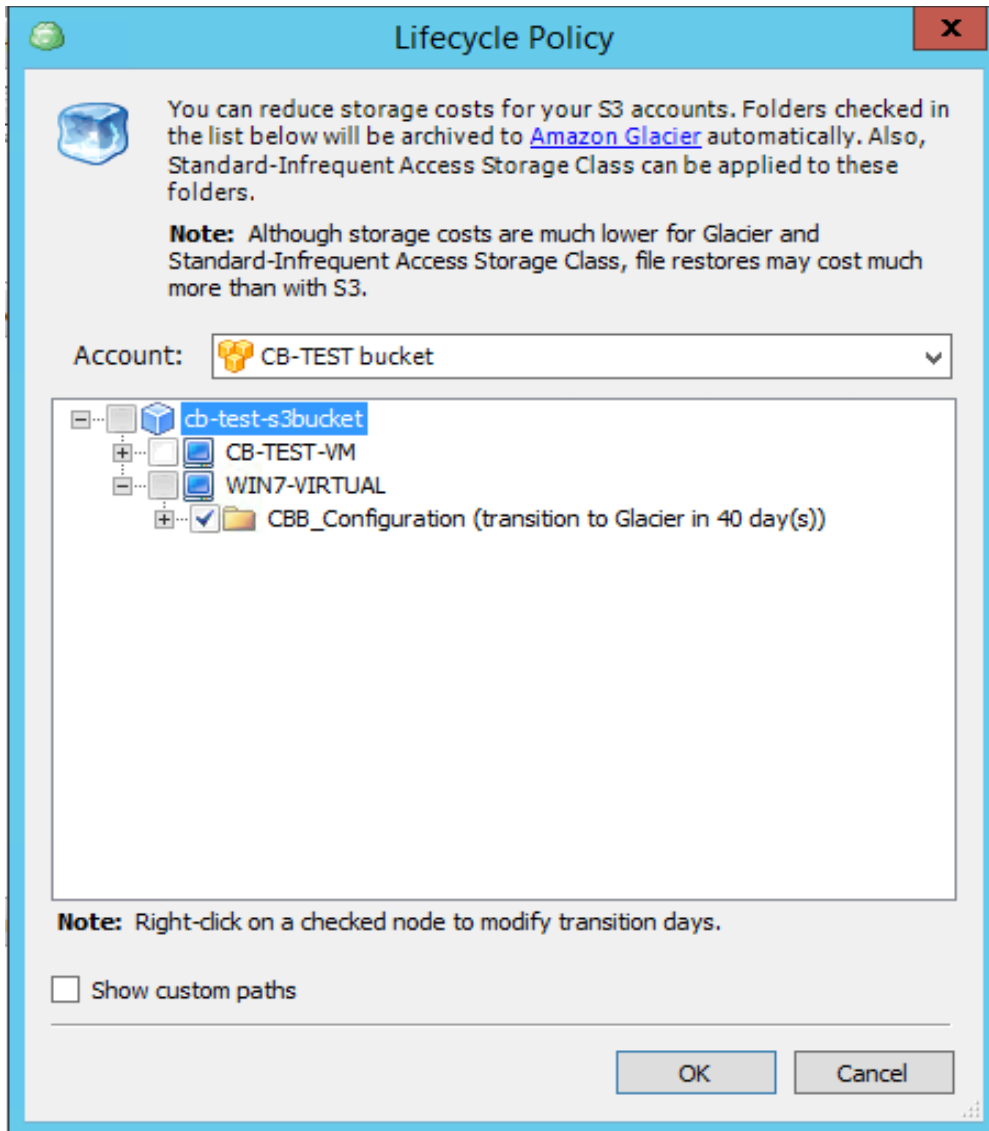 Lifecycle Policy
You can reduce storage costs for your S3 accounts. Folders checked in
the list below will be archived to Amazon Glacier automatically. Also,
Standard-Infrequent Access Storage Class can be applied to these
folders.
Note: Although storage costs are much lower for Glacier and
Standard-Infrequent Access Storage Class, file restores may cost much
more than with S3.
Account: CB-TEST bucket
cb-test-s3bucket
CB-TEST-VM
WIN7-VIRTUAL
CBB_Configuration (transition to Glacier in 40 day(s))
Note: Right-click on a checked node to modify transition days.
Show custom paths
OK Cancel